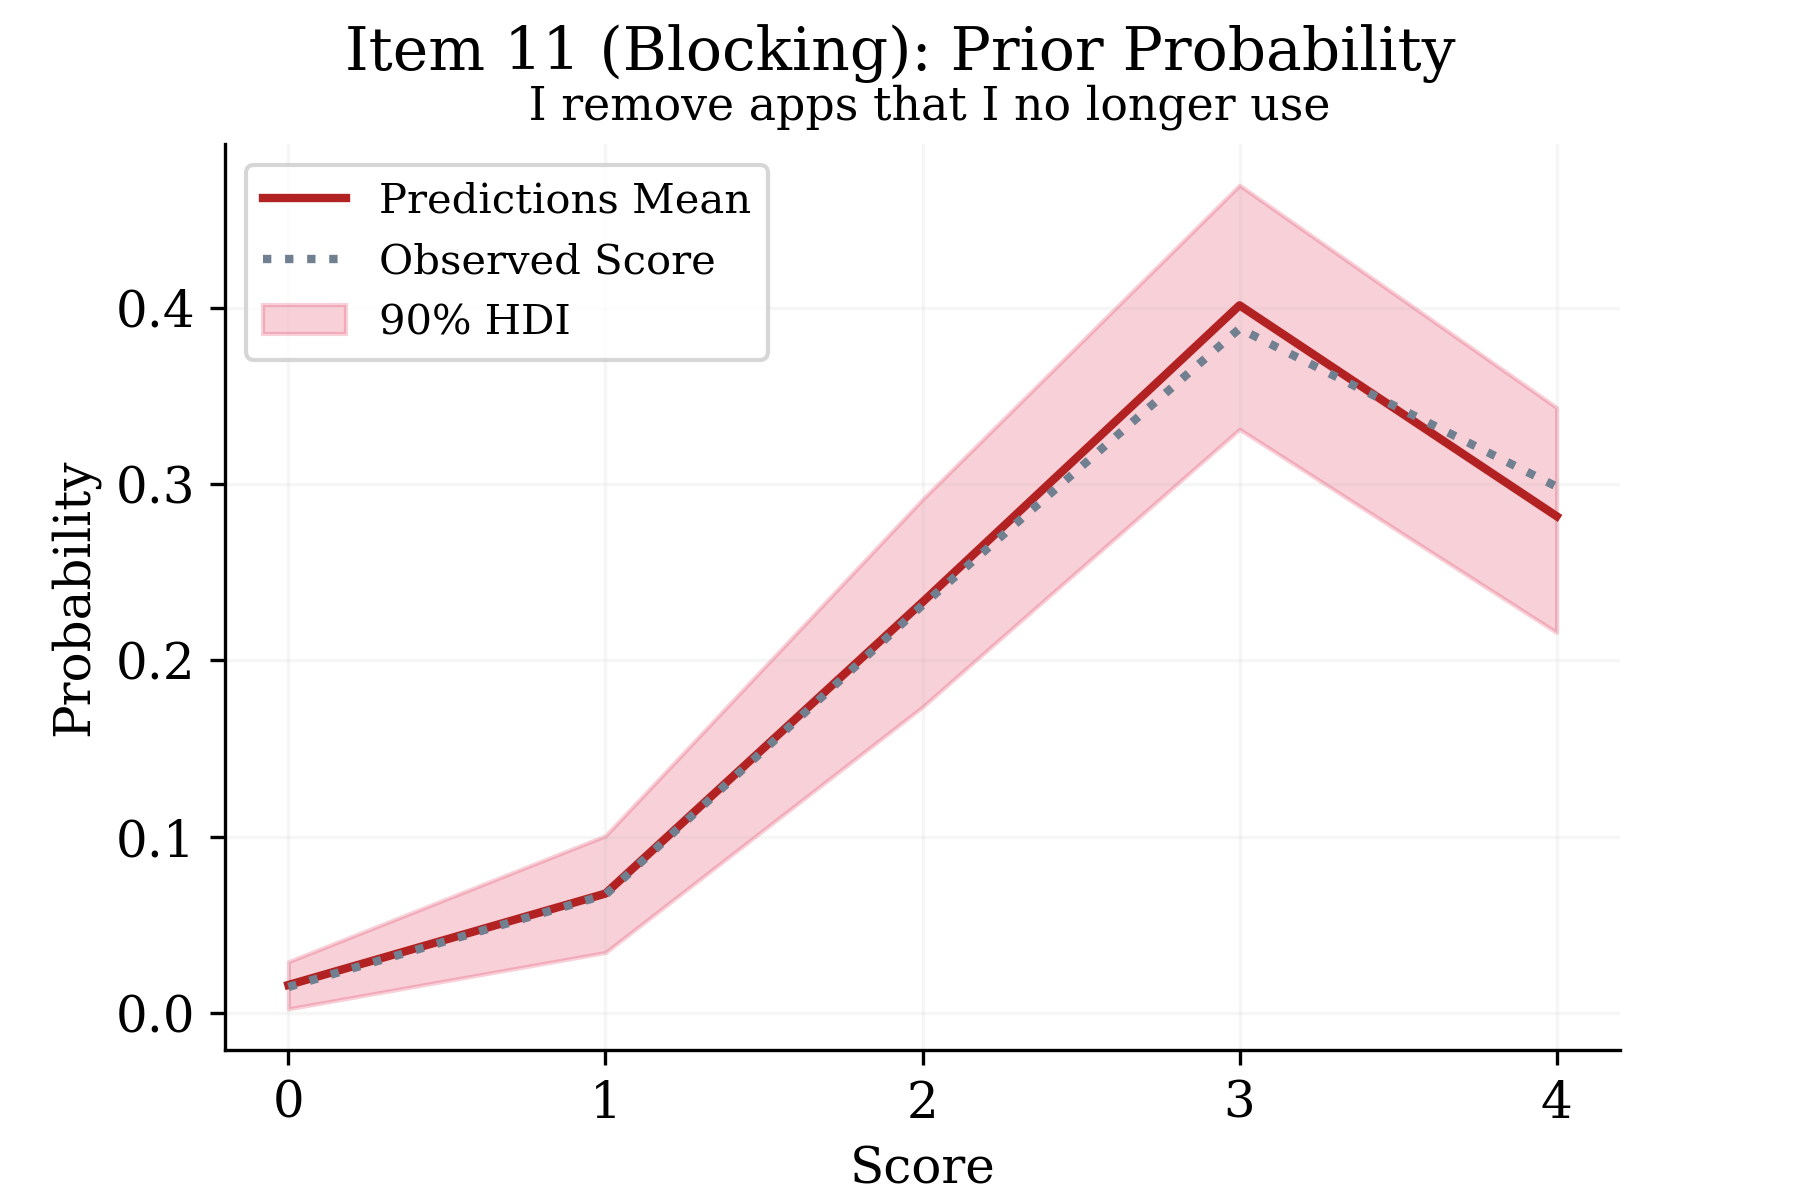 Item 11 (Blocking): Prior Probability
I remove apps that I no longer use
Predictions Mean
Observed Score
90% HDI
Probability
0.4
0.3
0.2
0.1
0.0
0 1 2 3 4
Score